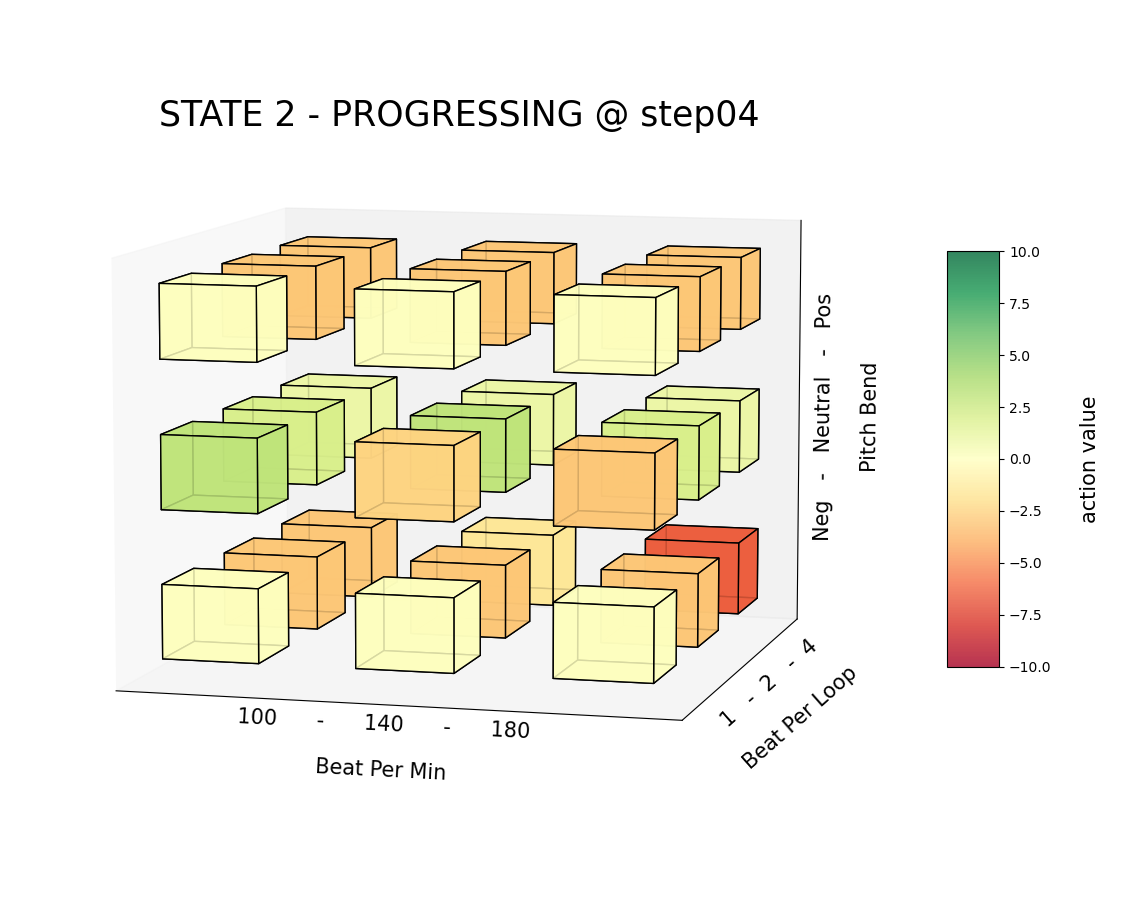 STATE 2 - PROGRESSING @ step04
Neg - Neutral - Pos
Pitch Bend
1 - 2 - 4
Beat Per Loop
100 - 140 - 180
Beat Per Min
10.0
7.5
5.0
2.5
0.0
−2.5
−5.0
−7.5
−10.0
action value